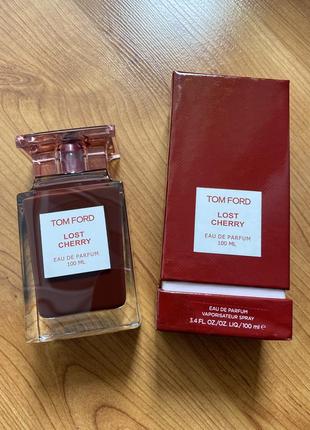 TOM FORD
LOST
CHERRY
EAU DE PARFUM
100 ML
TOM FORD
LOST
CHERRY
EAU DE PARFUM
100 ML
EAU DE PARFUM
VAPORISATEUR SPRAY
3.4 FL.OZ./OZ. LIQ./100 ml ℮